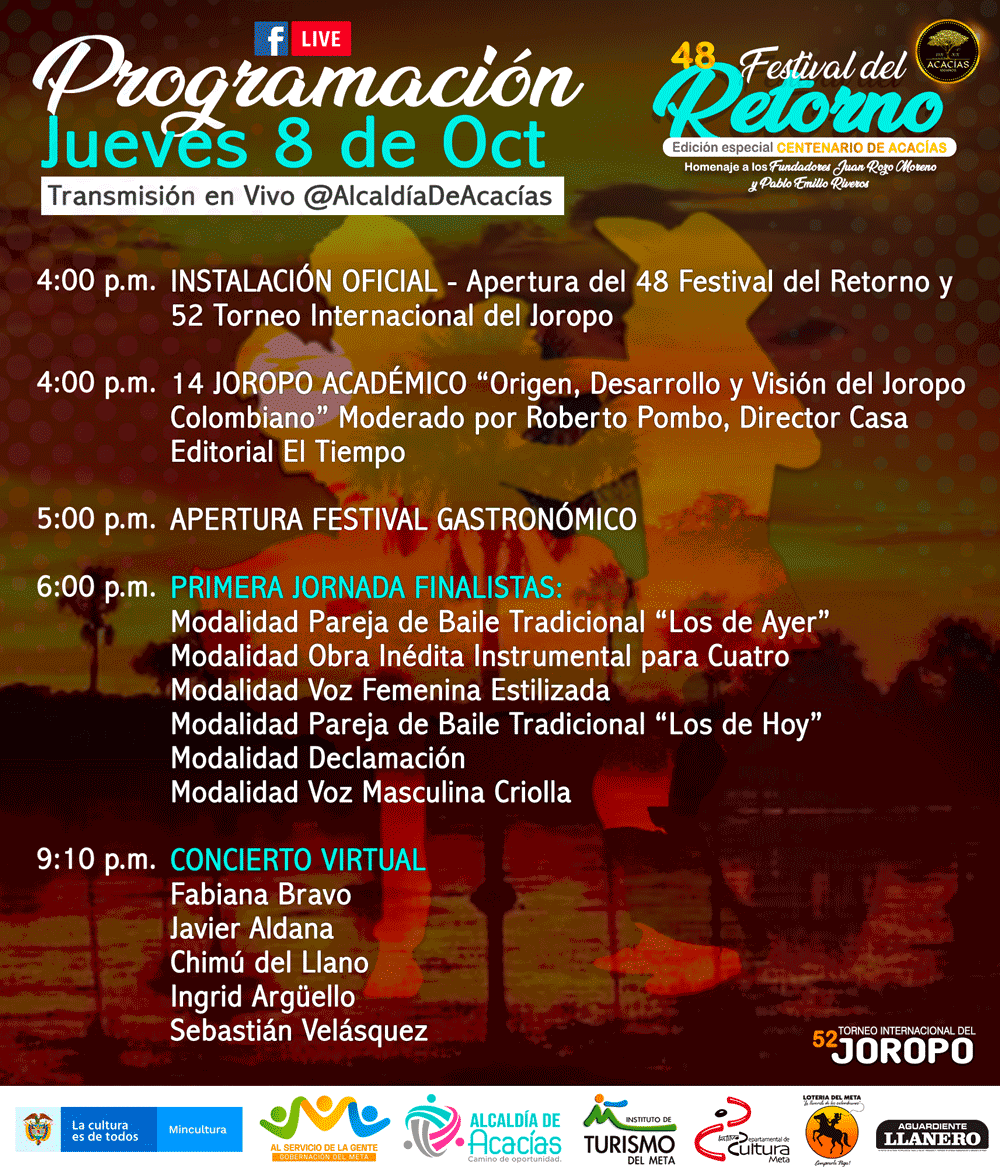 LIVE
Programación
Jueves 8 de Oct
Transmisión en Vivo @AlcaldíaDeAcacías
48 Festival del
Retorno
Edición especial CENTENARIO DE ACACÍAS
Homenaje a los Fundadores Juan Rozo Moreno
y Pablo Emilio Riveros
ACACÍAS
4:00 p.m. INSTALACIÓN OFICIAL - Apertura del 48 Festival del Retorno y
52 Torneo Internacional del Joropo
4:00 p.m. 14 JOROPO ACADÉMICO “Origen, Desarrollo y Visión del Joropo
Colombiano” Moderado por Roberto Pombo, Director Casa
Editorial El Tiempo
5:00 p.m. APERTURA FESTIVAL GASTRONÓMICO
6:00 p.m. PRIMERA JORNADA FINALISTAS:
Modalidad Pareja de Baile Tradicional “Los de Ayer”
Modalidad Obra Inédita Instrumental para Cuatro
Modalidad Voz Femenina Estilizada
Modalidad Pareja de Baile Tradicional “Los de Hoy”
Modalidad Declamación
Modalidad Voz Masculina Criolla
9:10 p.m. CONCIERTO VIRTUAL
Fabiana Bravo
Javier Aldana
Chimú del Llano
Ingrid Argüello
Sebastián Velásquez
52 TORNEO INTERNACIONAL DEL
JOROPO
La cultura
es de todos
Mincultura
AL SERVICIO DE LA GENTE
GOBERNACIÓN DEL META
ALCALDÍA DE
Acacías
Camino de oportunidad.
INSTITUTO DE
TURISMO
DEL META
Departamental de
Cultura
Meta
LOTERIA DEL META
AGUARDIENTE
LLANERO